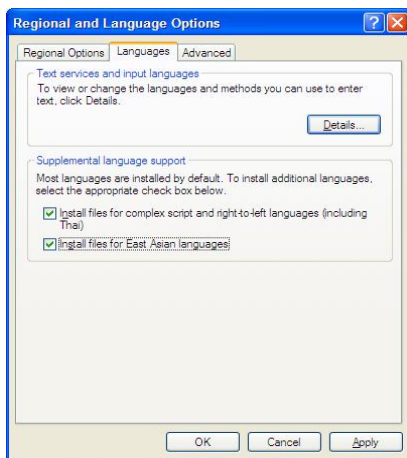 Regional and Language Options
Regional Options Languages Advanced
Text services and input languages
To view or change the languages and methods you can use to enter
text, click Details.
Details...
Supplemental language support
Most languages are installed by default. To install additional languages,
select the appropriate check box below.
Install files for complex script and right-to-left languages (including
Thai)
Install files for East Asian languages
OK Cancel Apply